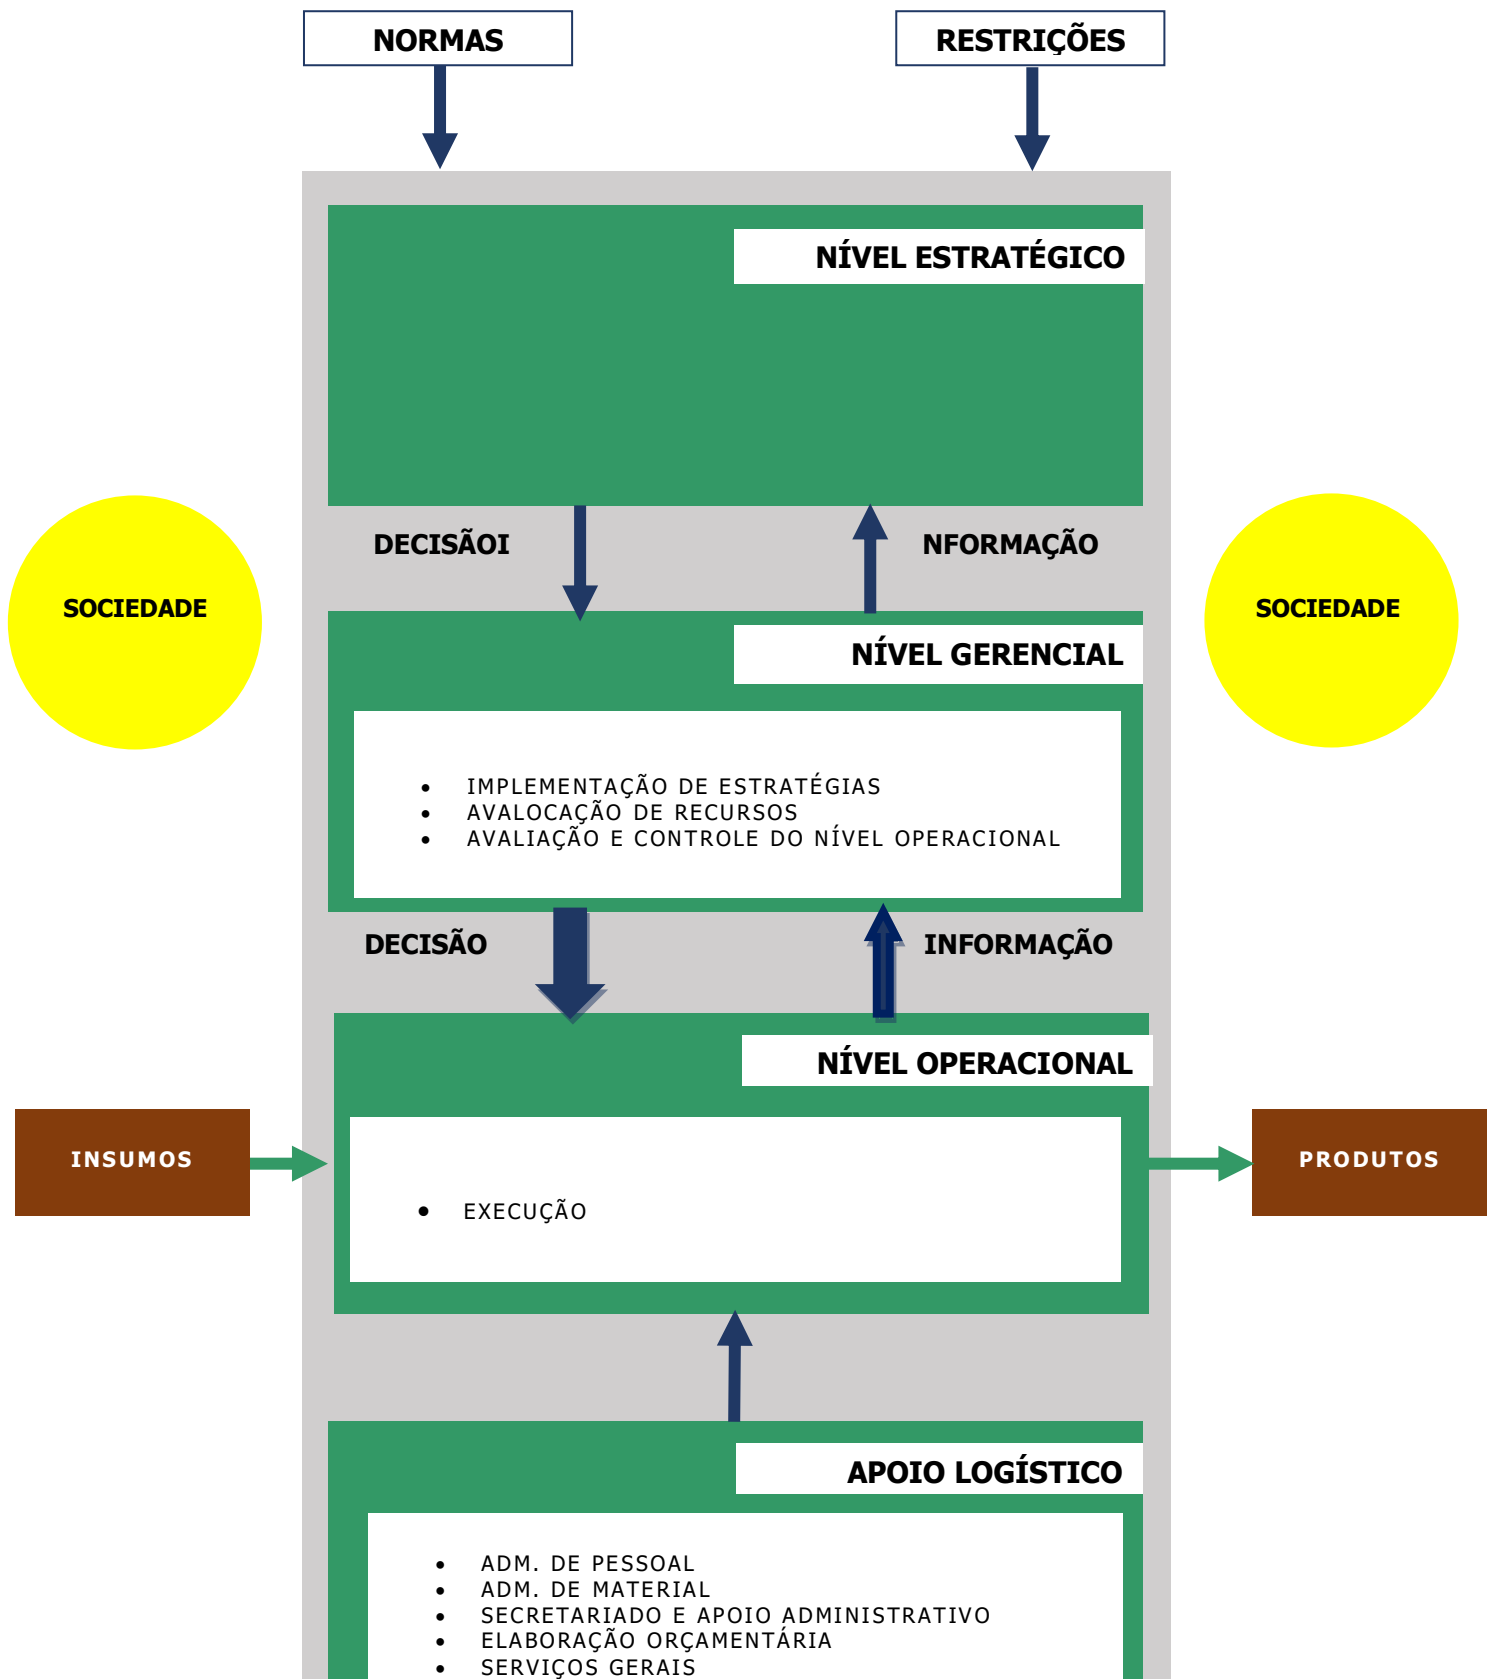 NORMAS
RESTRIÇÕES
NÍVEL ESTRATÉGICO
DECISÃOI
NFORMAÇÃO
SOCIEDADE
SOCIEDADE
NÍVEL GERENCIAL
• IMPLEMENTAÇÃO DE ESTRATÉGIAS
• AVALOCAÇÃO DE RECURSOS
• AVALIAÇÃO E CONTROLE DO NÍVEL OPERACIONAL
DECISÃO
INFORMAÇÃO
NÍVEL OPERACIONAL
INSUMOS
PRODUTOS
• EXECUÇÃO
APOIO LOGÍSTICO
• ADM. DE PESSOAL
• ADM. DE MATERIAL
• SECRETARIADO E APOIO ADMINISTRATIVO
• ELABORAÇÃO ORÇAMENTÁRIA
• SERVIÇOS GERAIS